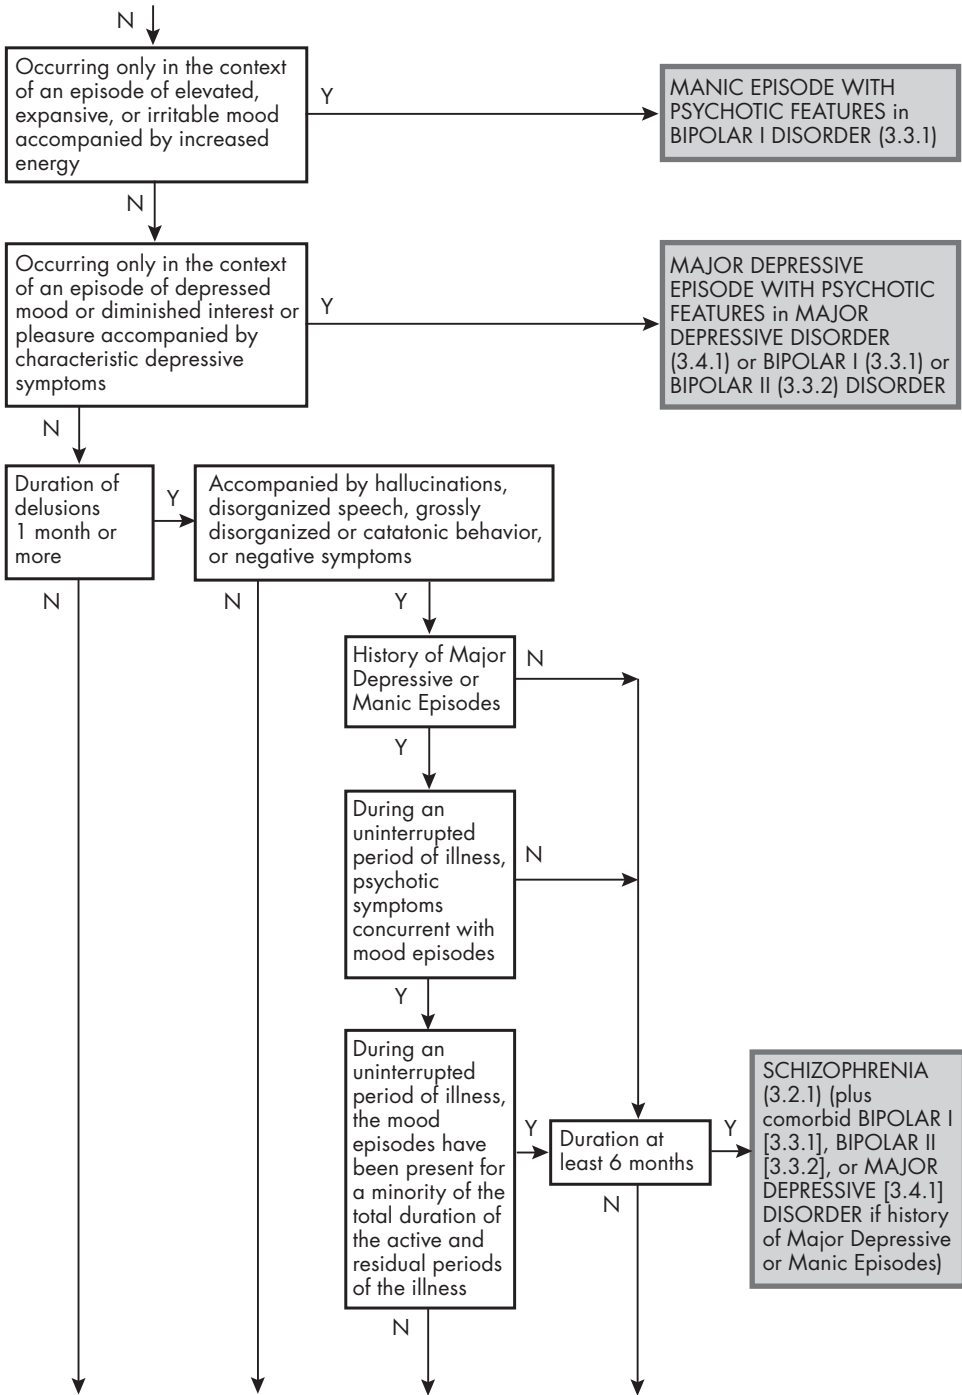 N
Occurring only in the context
of an episode of elevated,
expansive, or irritable mood
accompanied by increased
energy
Y
MANIC EPISODE WITH
PSYCHOTIC FEATURES in
BIPOLAR I DISORDER (3.3.1)
N
Occurring only in the context
of an episode of depressed
mood or diminished interest or
pleasure accompanied by
characteristic depressive
symptoms
Y
MAJOR DEPRESSIVE
EPISODE WITH PSYCHOTIC
FEATURES in MAJOR
DEPRESSIVE DISORDER
(3.4.1) or BIPOLAR I (3.3.1) or
BIPOLAR II (3.3.2) DISORDER
N
Duration of
delusions
1 month or
more
Y
Accompanied by hallucinations,
disorganized speech, grossly
disorganized or catatonic behavior,
or negative symptoms
N
N
Y
History of Major
Depressive or
Manic Episodes
N
Y
During an
uninterrupted
period of illness,
psychotic
symptoms
concurrent with
mood episodes
N
Y
During an
uninterrupted
period of illness,
the mood
episodes have
been present for
a minority of the
total duration of
the active and
residual periods
of the illness
Y
Duration at
least 6 months
Y
SCHIZOPHRENIA
(3.2.1) (plus
comorbid BIPOLAR I
[3.3.1], BIPOLAR II
[3.3.2], or MAJOR
DEPRESSIVE [3.4.1]
DISORDER if history
of Major Depressive
or Manic Episodes)
N
N